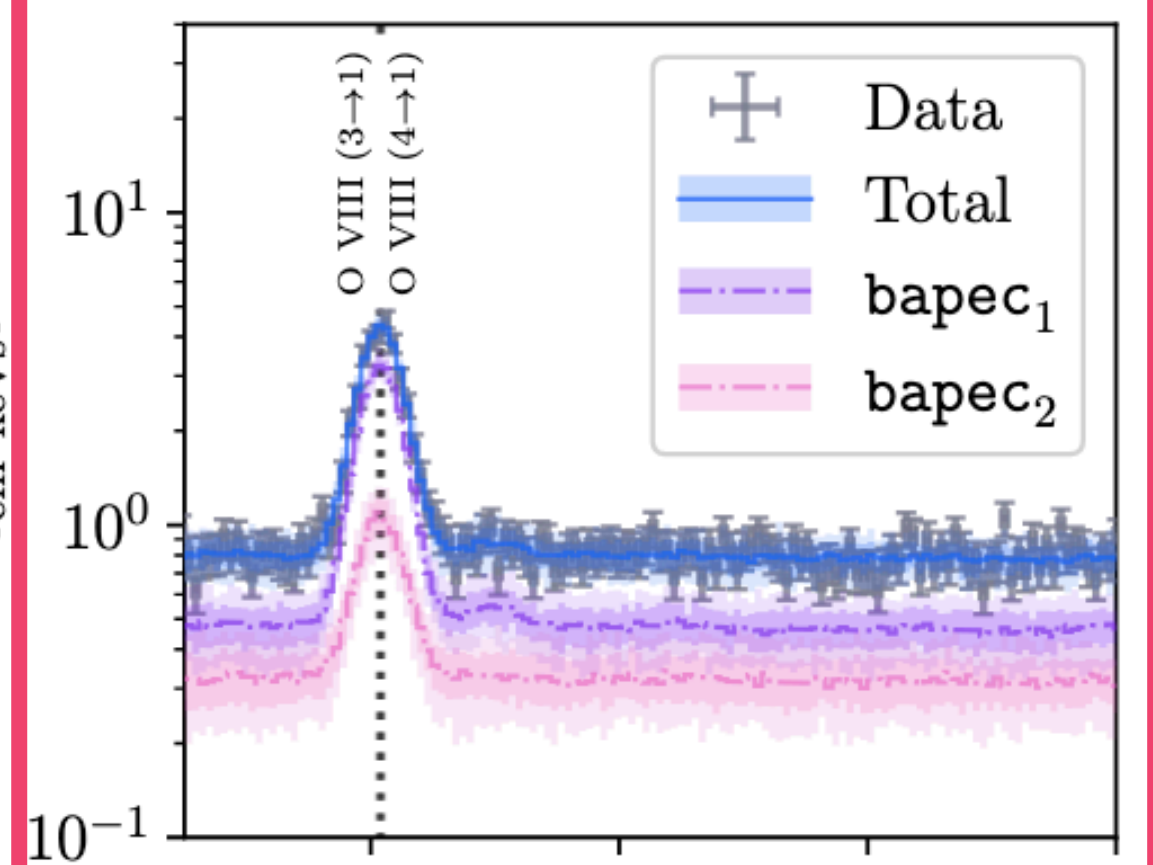 O VIII (3→1)
O VIII (4→1)
Data
Total
bapec₁
bapec₂
10¹
10⁰
10⁻¹